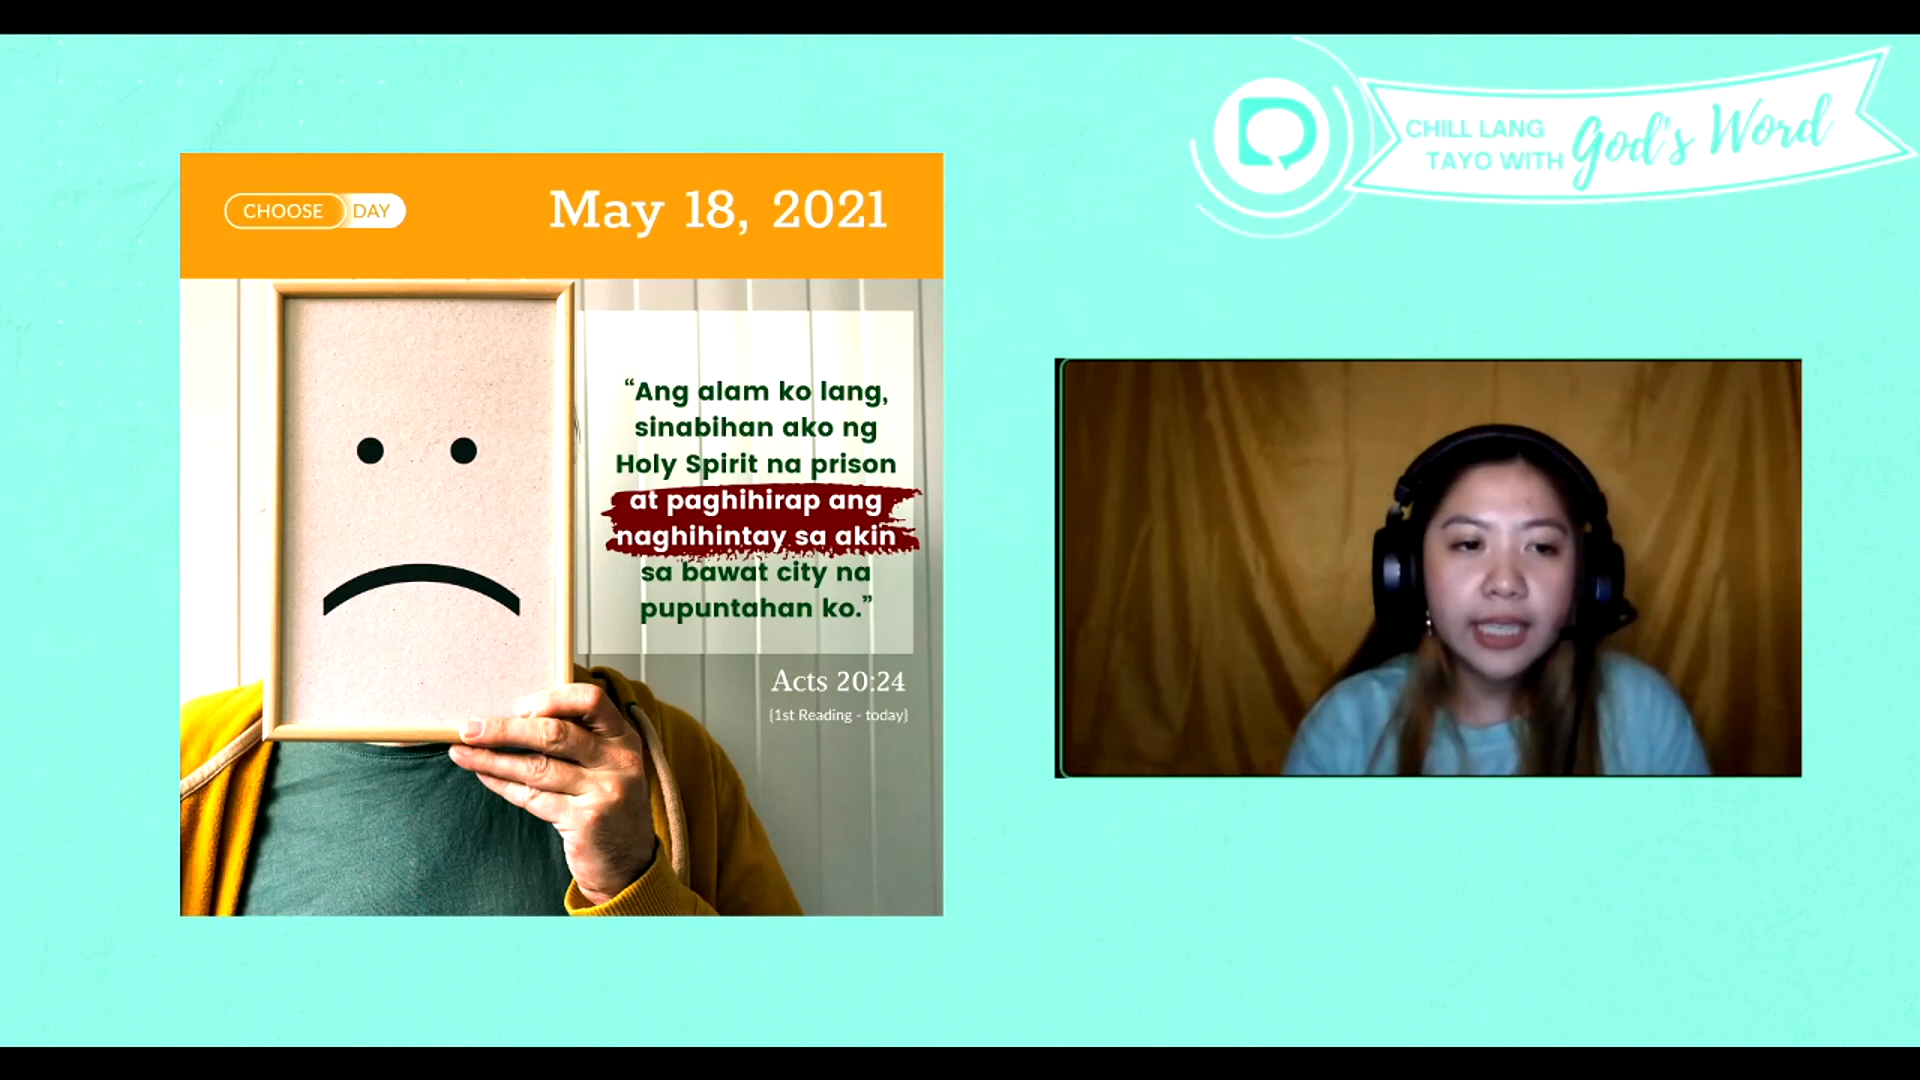 CHILL LANG
TAYO WITH God's Word
CHOOSE DAY
May 18, 2021
“Ang alam ko lang,
sinabihan ako ng
Holy Spirit na prison
at paghihirap ang
naghihintay sa akin
sa bawat city na
pupuntahan ko.”
Acts 20:24
{1st Reading - today}